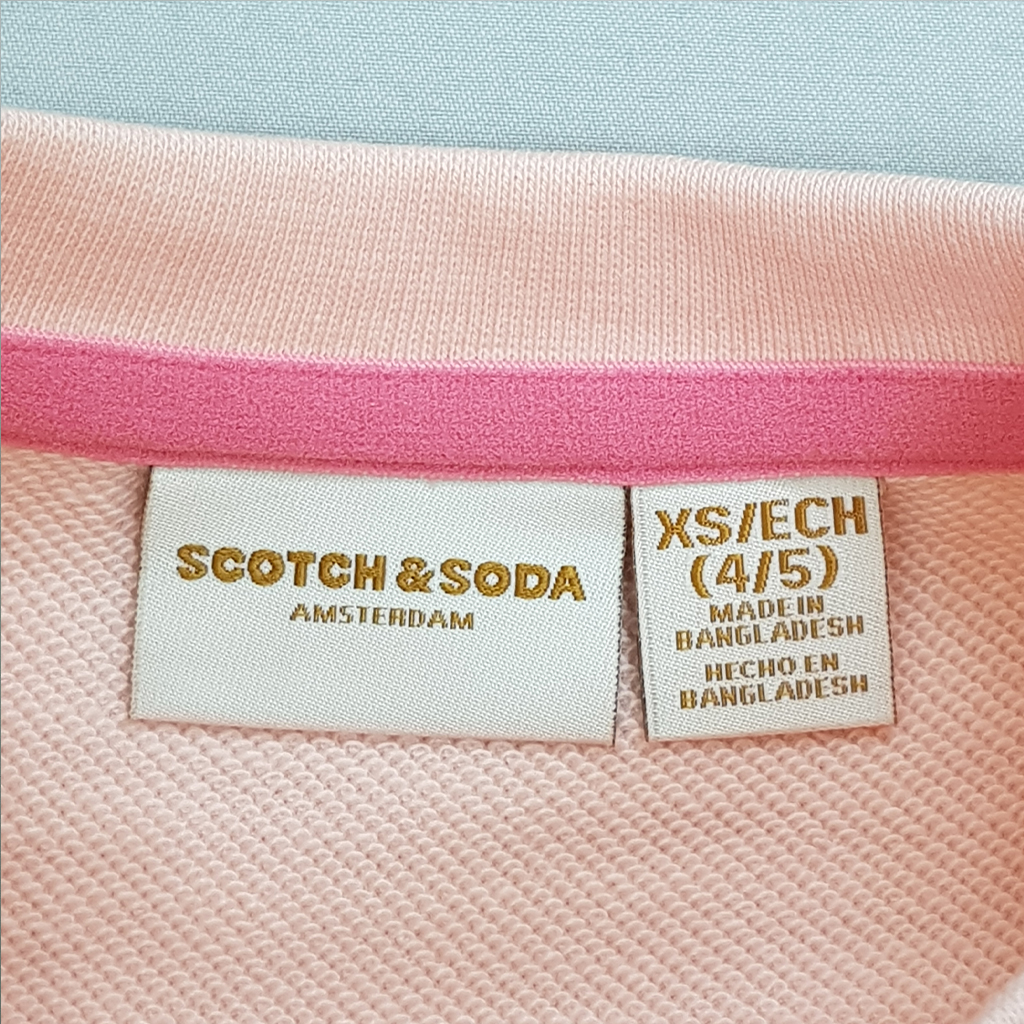 SCOTCH & SODA
AMSTERDAM
XS/ECH
(4/5)
MADE IN
BANGLADESH
HECHO EN
BANGLADESH